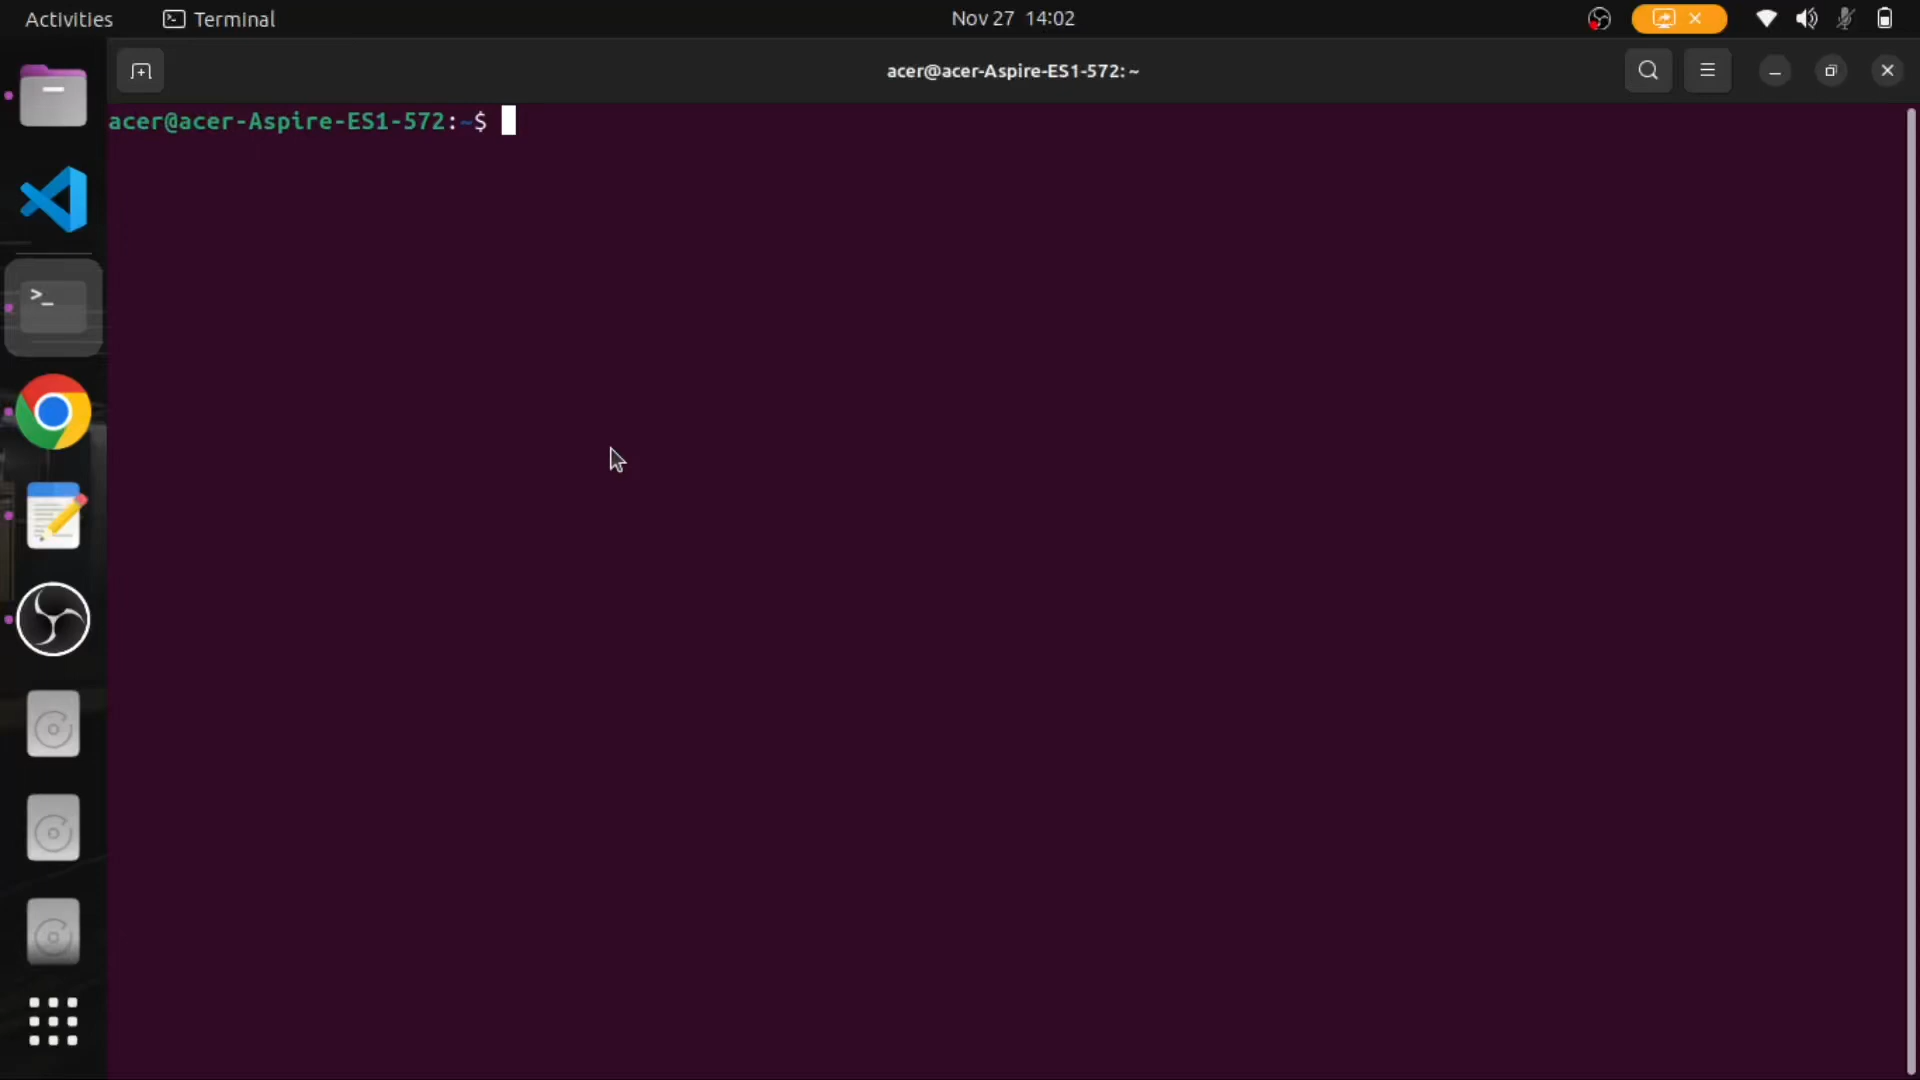 Activities
Terminal
Nov 27 14:02
acer@acer-Aspire-ES1-572: ~
acer@acer-Aspire-ES1-572:~$
>_